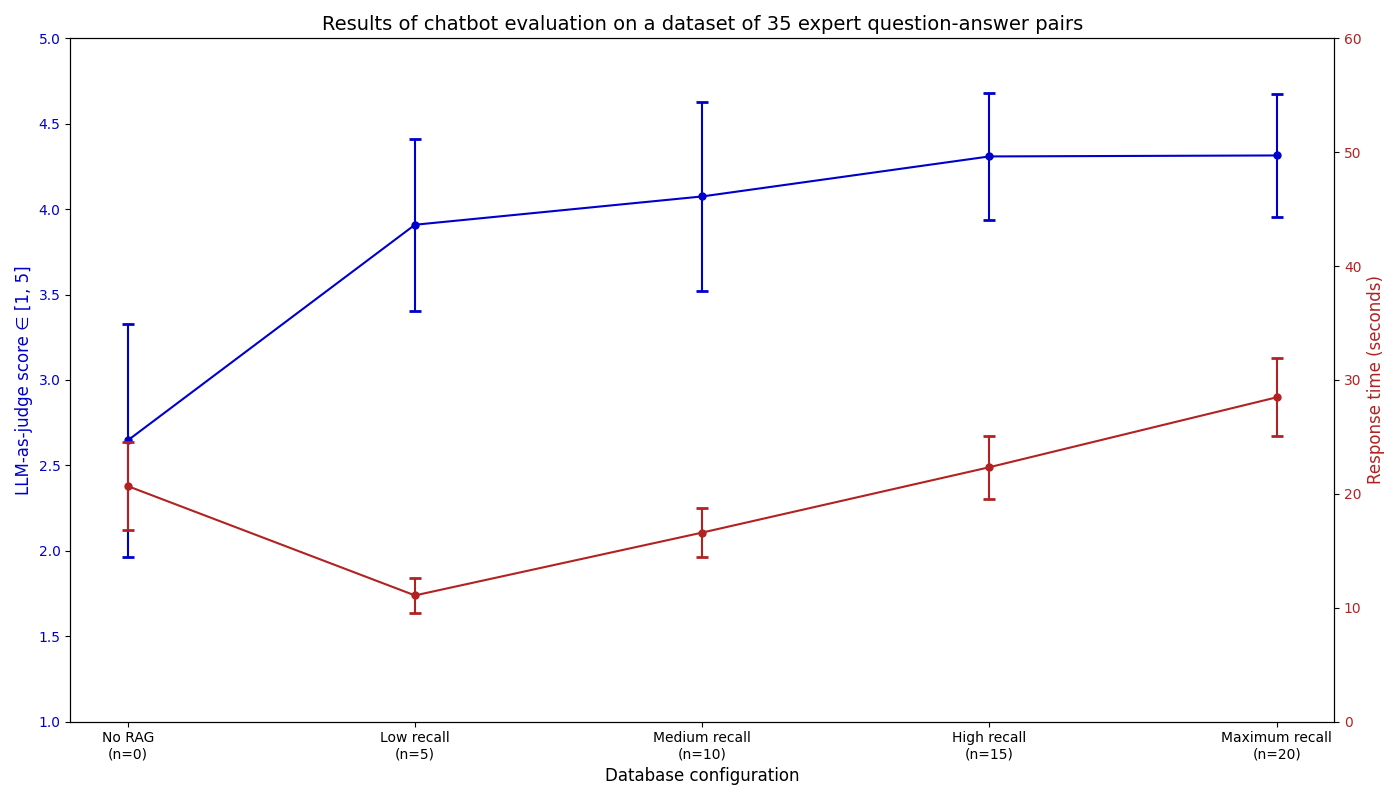 Results of chatbot evaluation on a dataset of 35 expert question-answer pairs
5.0
4.5
4.0
3.5
3.0
2.5
2.0
1.5
1.0
LLM-as-judge score ∈ [1, 5]
60
50
40
30
20
10
0
Response time (seconds)
No RAG
(n=0)
Low recall
(n=5)
Medium recall
(n=10)
High recall
(n=15)
Maximum recall
(n=20)
Database configuration